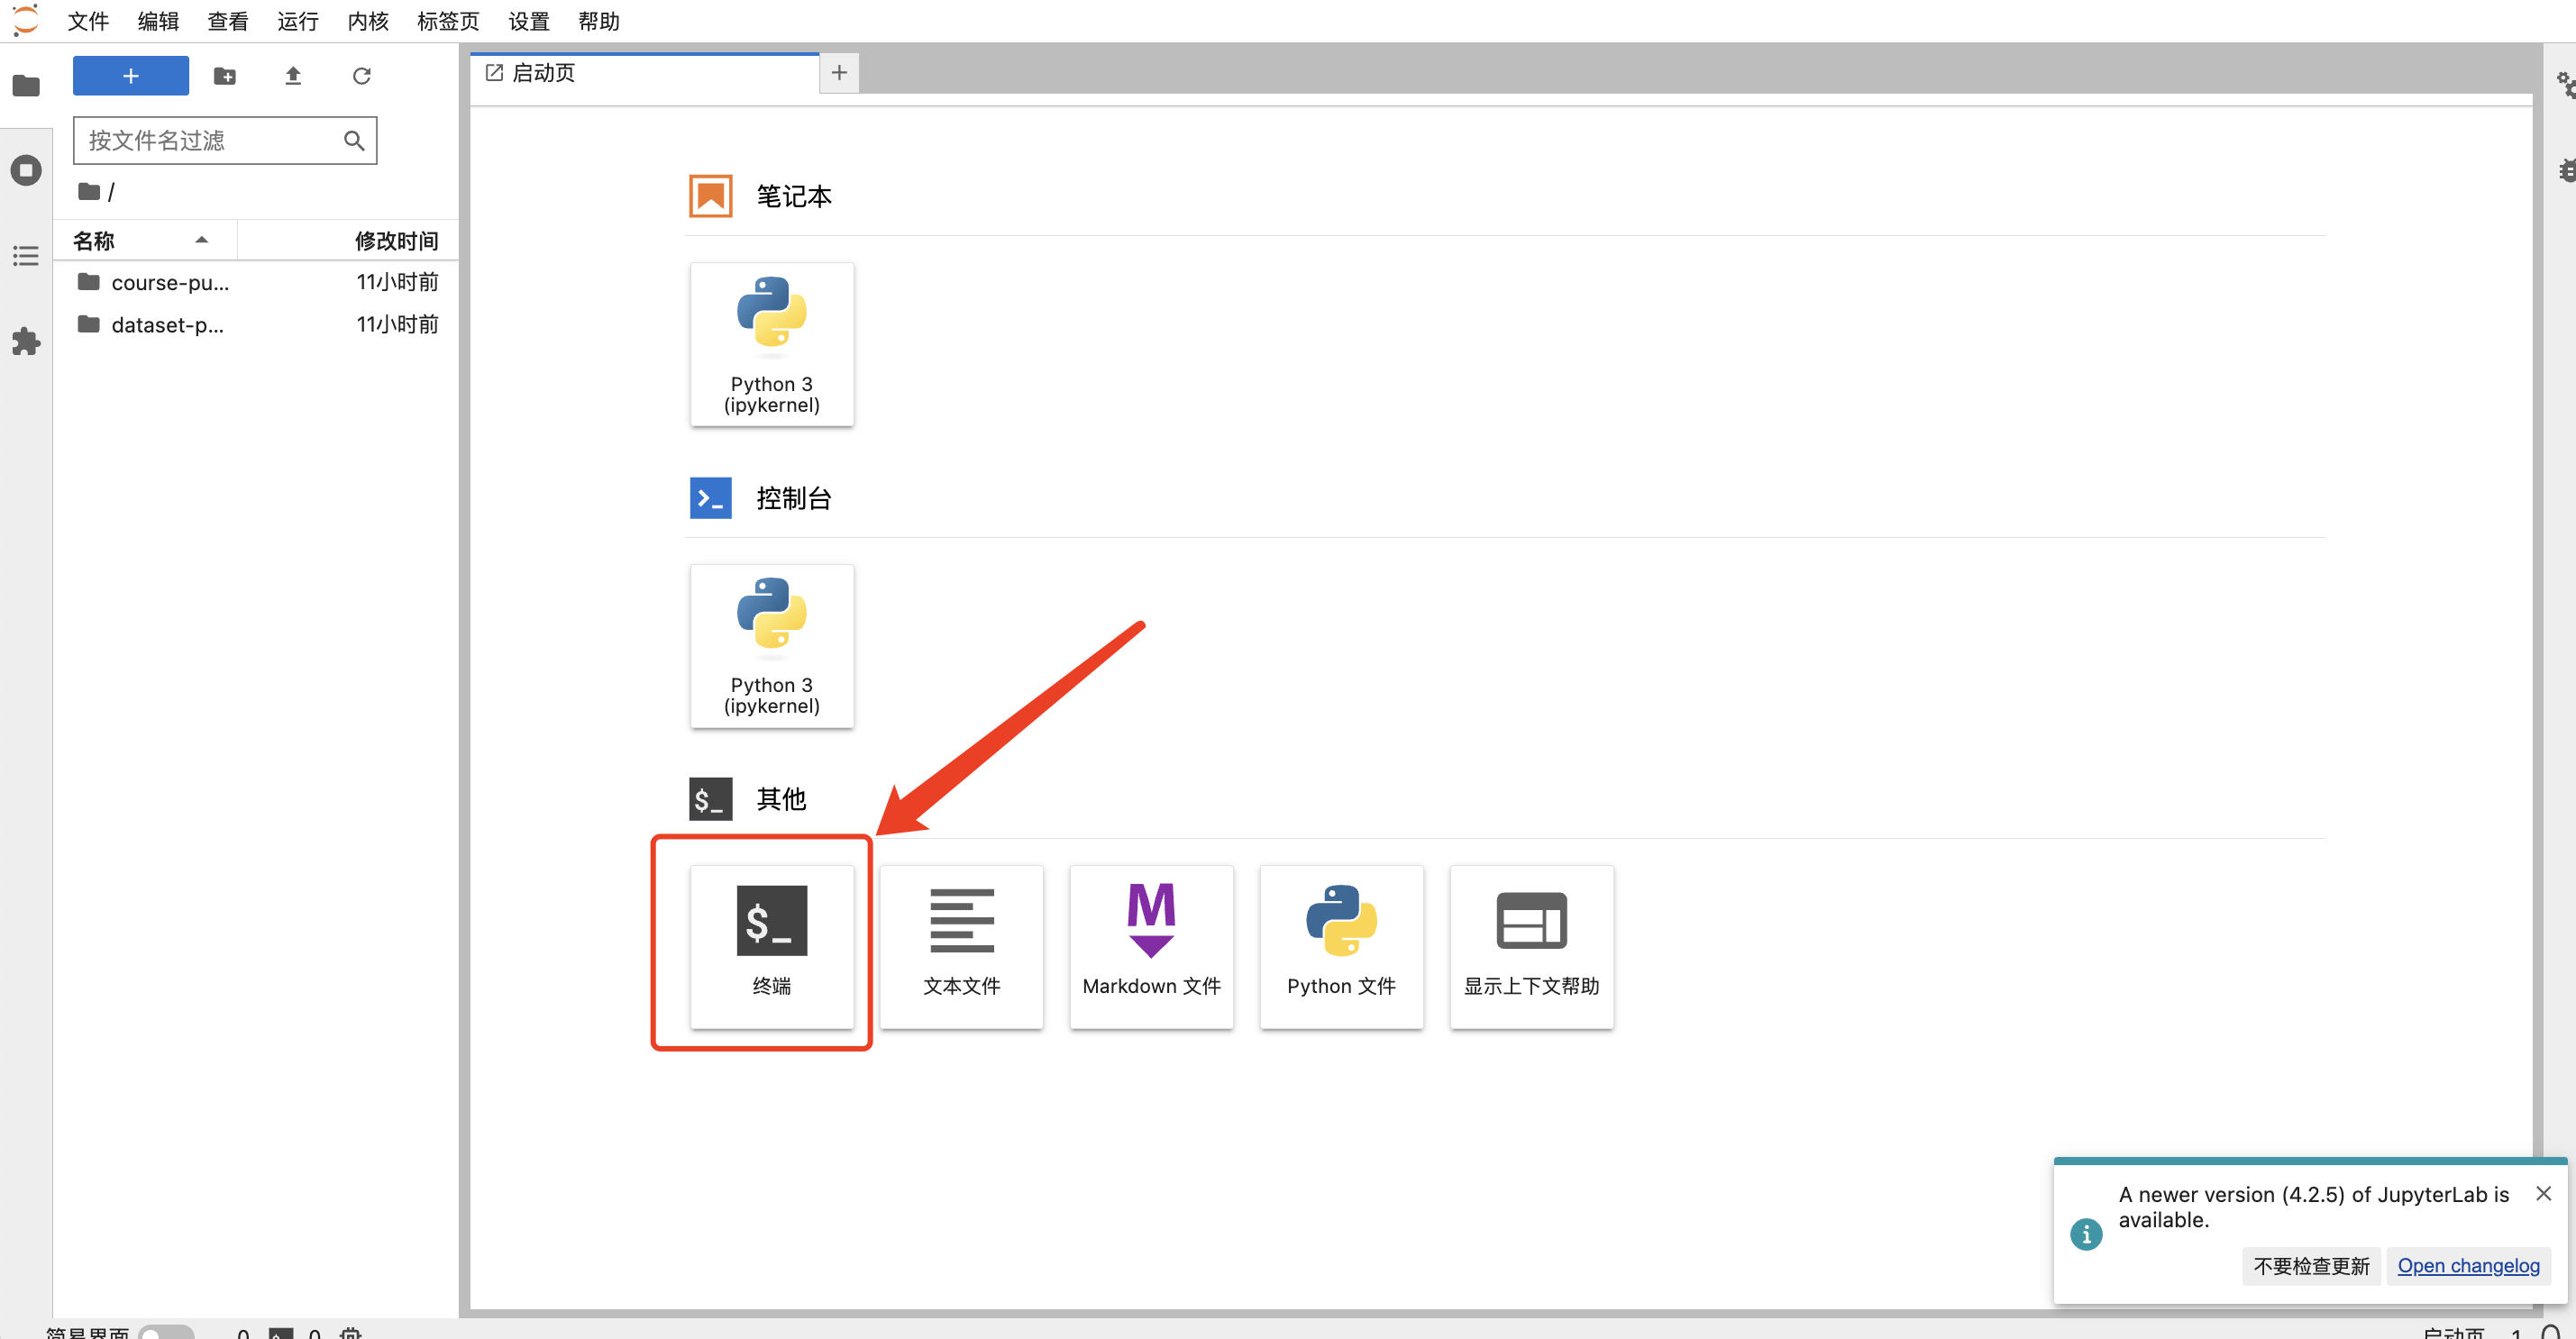 文件 编辑 查看 运行 内核 标签页 设置 帮助
+
启动页
+
按文件名过滤
/
名称 修改时间
course-pu... 11小时前
dataset-p... 11小时前
笔记本
Python 3
(ipykernel)
控制台
Python 3
(ipykernel)
$_ 其他
$_
终端
文本文件
M
Markdown 文件
Python 文件
显示上下文帮助
A newer version (4.2.5) of JupyterLab is
available.
不要检查更新 Open changelog
简易界面 0 0
启动页 1